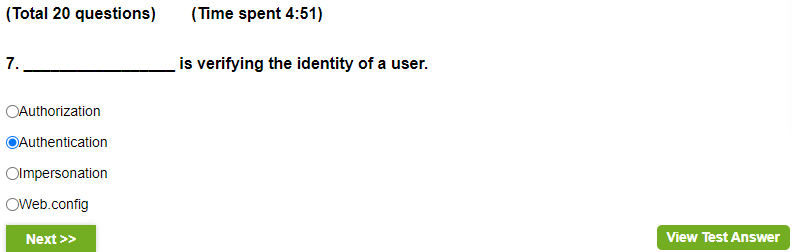 (Total 20 questions) (Time spent 4:51)
7. _________________ is verifying the identity of a user.
Authorization
Authentication
Impersonation
Web.config
Next >> View Test Answer